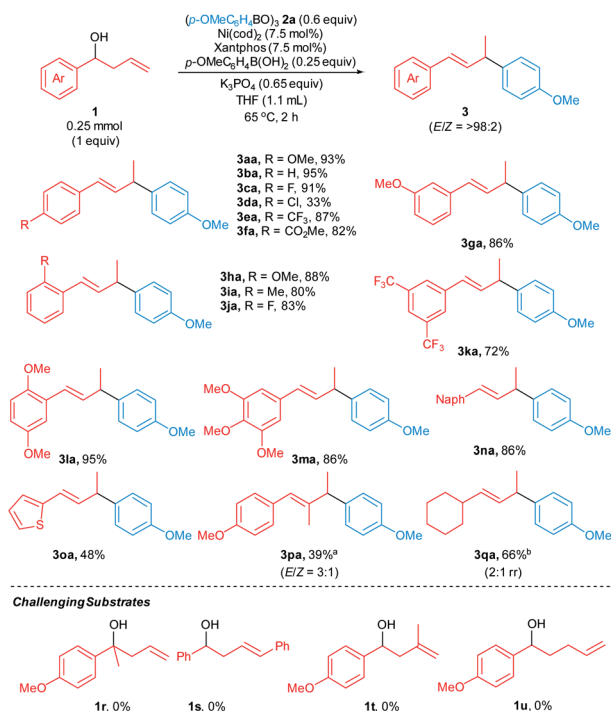 OH
Ar
1
0.25 mmol
(1 equiv)
(p-OMeC6H4BO)3 2a (0.6 equiv)
Ni(cod)2 (7.5 mol%)
Xantphos (7.5 mol%)
p-OMeC6H4B(OH)2 (0.25 equiv)
K3PO4 (0.65 equiv)
THF (1.1 mL)
65 °C, 2 h
Ar
OMe
3
(E/Z = >98:2)
R
OMe
3aa, R = OMe, 93%
3ba, R = H, 95%
3ca, R = F, 91%
3da, R = Cl, 33%
3ea, R = CF3, 87%
3fa, R = CO2Me, 82%
MeO
OMe
3ga, 86%
R
OMe
3ha, R = OMe, 88%
3ia, R = Me, 80%
3ja, R = F, 83%
CF3
CF3
OMe
3ka, 72%
OMe
OMe
OMe
3la, 95%
MeO
MeO
OMe
OMe
3ma, 86%
Naph
OMe
3na, 86%
S
OMe
3oa, 48%
MeO
Me
OMe
3pa, 39%a
(E/Z = 3:1)
OMe
3qa, 66%b
(2:1 rr)
Challenging Substrates
OH
Me
MeO
1r, 0%
OH
Ph
Ph
1s, 0%
OH
Me
MeO
1t, 0%
OH
MeO
1u, 0%